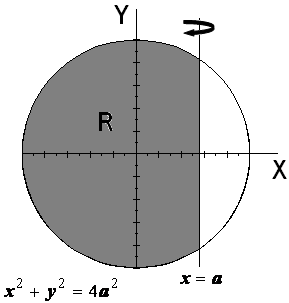 Y
R
X
x² + y² = 4a²
x = a